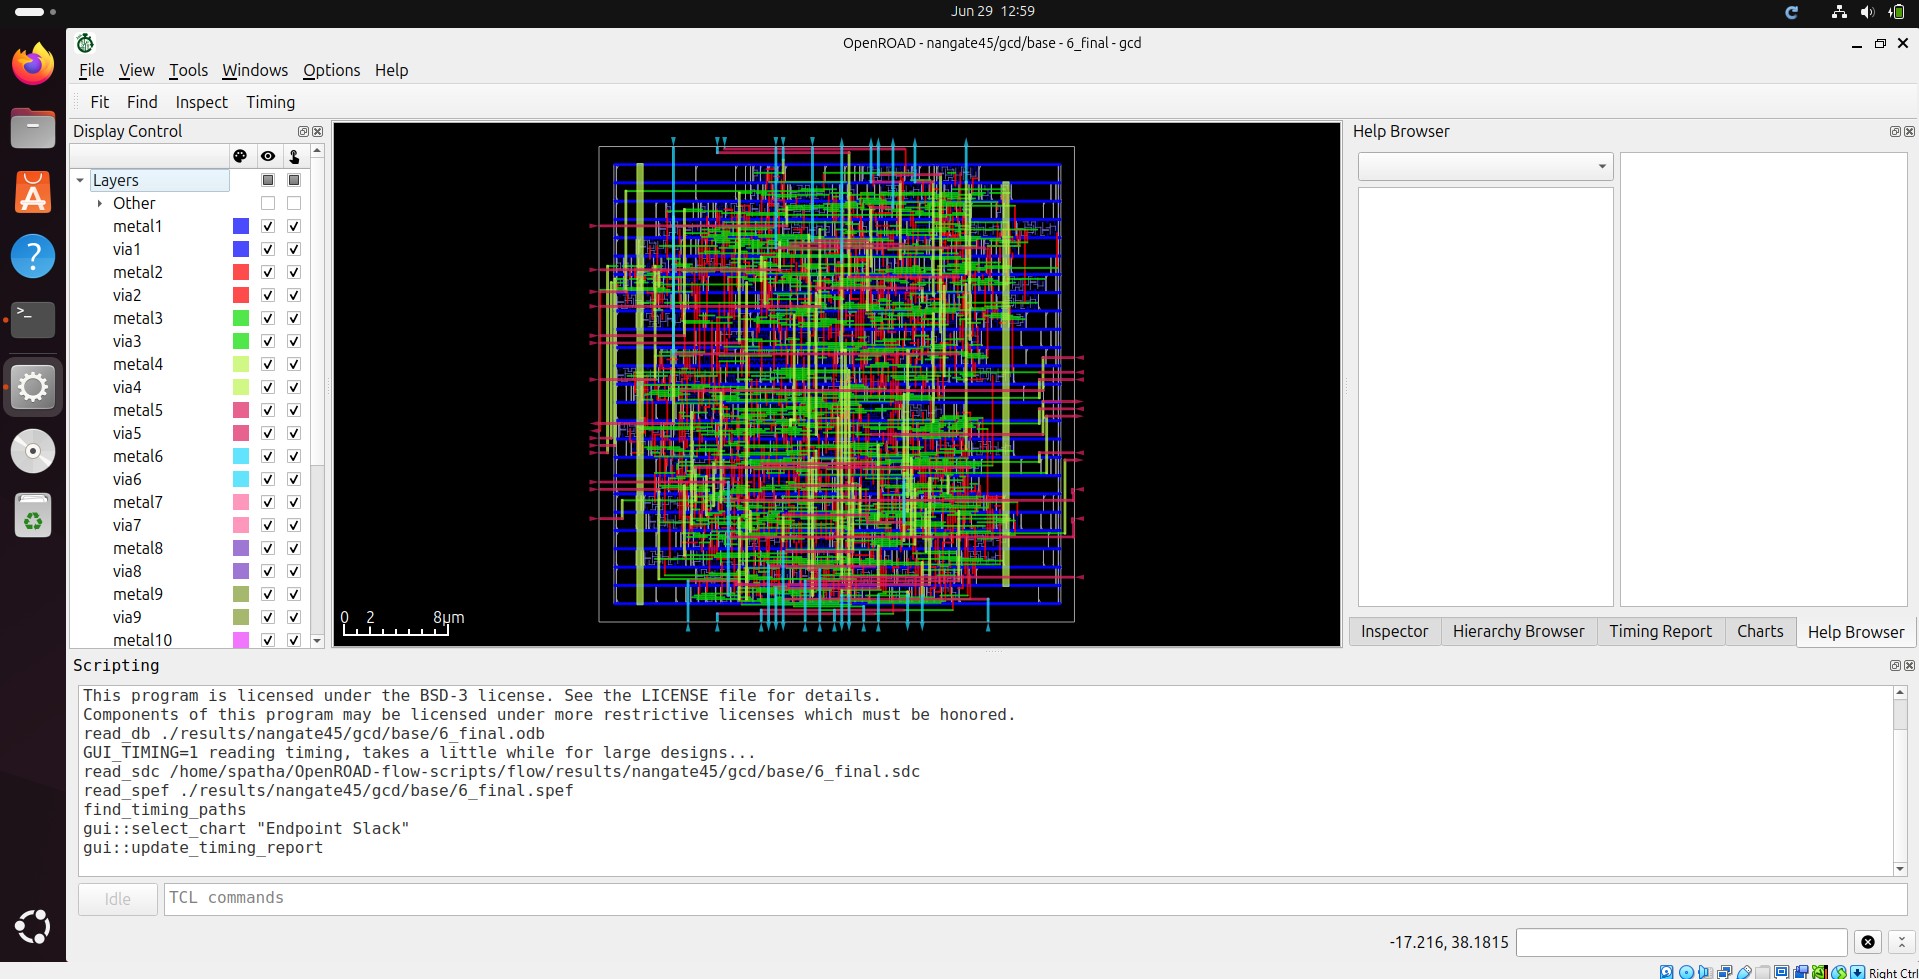 Jun 29 12:59
OpenROAD - nangate45/gcd/base - 6_final - gcd
File View Tools Windows Options Help
Fit Find Inspect Timing
Display Control
Layers
Other
metal1
via1
metal2
via2
metal3
via3
metal4
via4
metal5
via5
metal6
via6
metal7
via7
metal8
via8
metal9
via9
metal10
0 2 8μm
Help Browser
Inspector Hierarchy Browser Timing Report Charts Help Browser
Scripting
This program is licensed under the BSD-3 license. See the LICENSE file for details.
Components of this program may be licensed under more restrictive licenses which must be honored.
read_db ./results/nangate45/gcd/base/6_final.odb
GUI_TIMING=1 reading timing, takes a little while for large designs...
read_sdc /home/spatha/OpenROAD-flow-scripts/flow/results/nangate45/gcd/base/6_final.sdc
read_spef ./results/nangate45/gcd/base/6_final.spef
find_timing_paths
gui::select_chart "Endpoint Slack"
gui::update_timing_report
Idle
TCL commands
-17.216, 38.1815
Right Ctrl